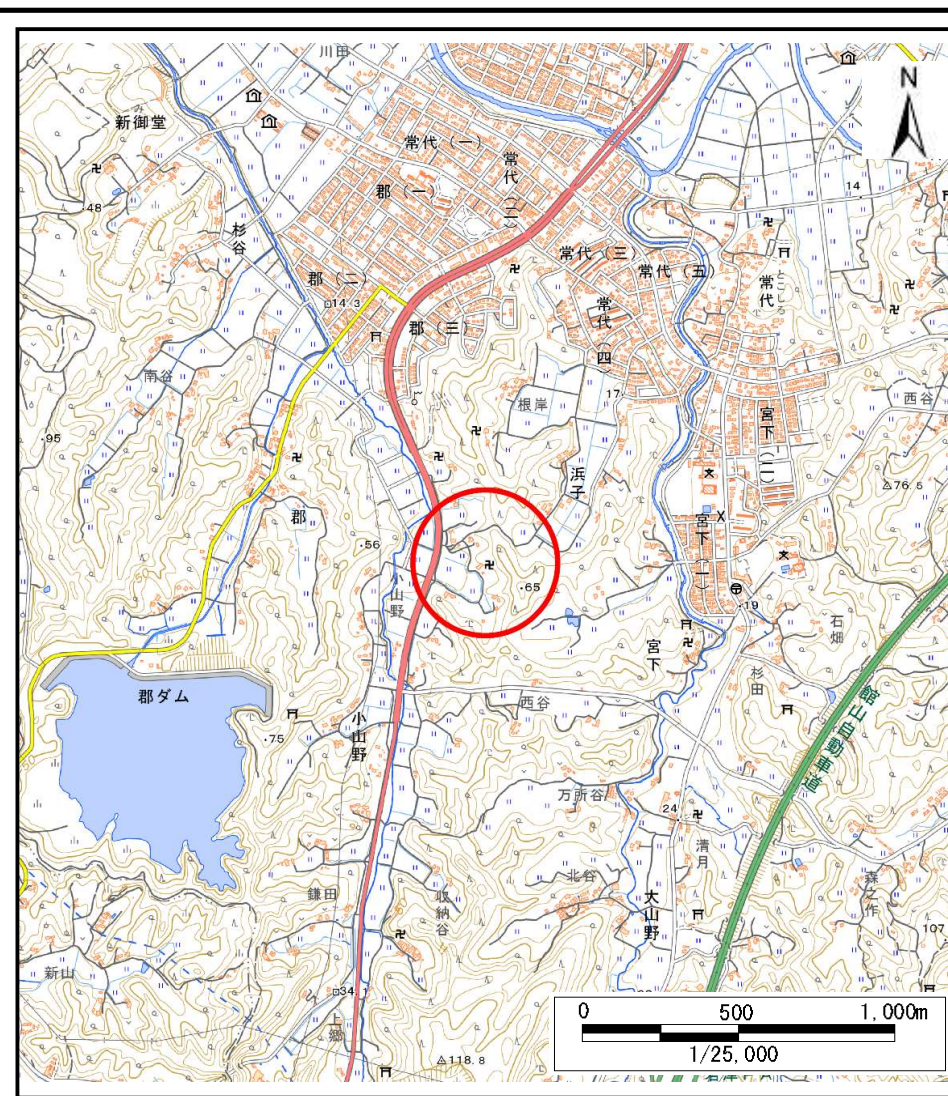 川田
N
新御堂
み
常代(一)
常代(二)
郡(一)
14
48
杉谷
常代(三)
常代(五)
常代
ところ
郡(二)
14.3
郡(三)
常代(四)
南谷
根岸
17
西谷
95
浜子
宮下(二)
76.5
郡
56
宮下(一)
小山野
65
19
石畑
宮下
杉田
郡ダム
西谷
75
小山野
館山自動車道
万所谷
24
清月
北谷
鎌田
収納谷
大山野
森之作
107
新山
34.1
上郷
118.8
0 500 1,000m
1/25,000